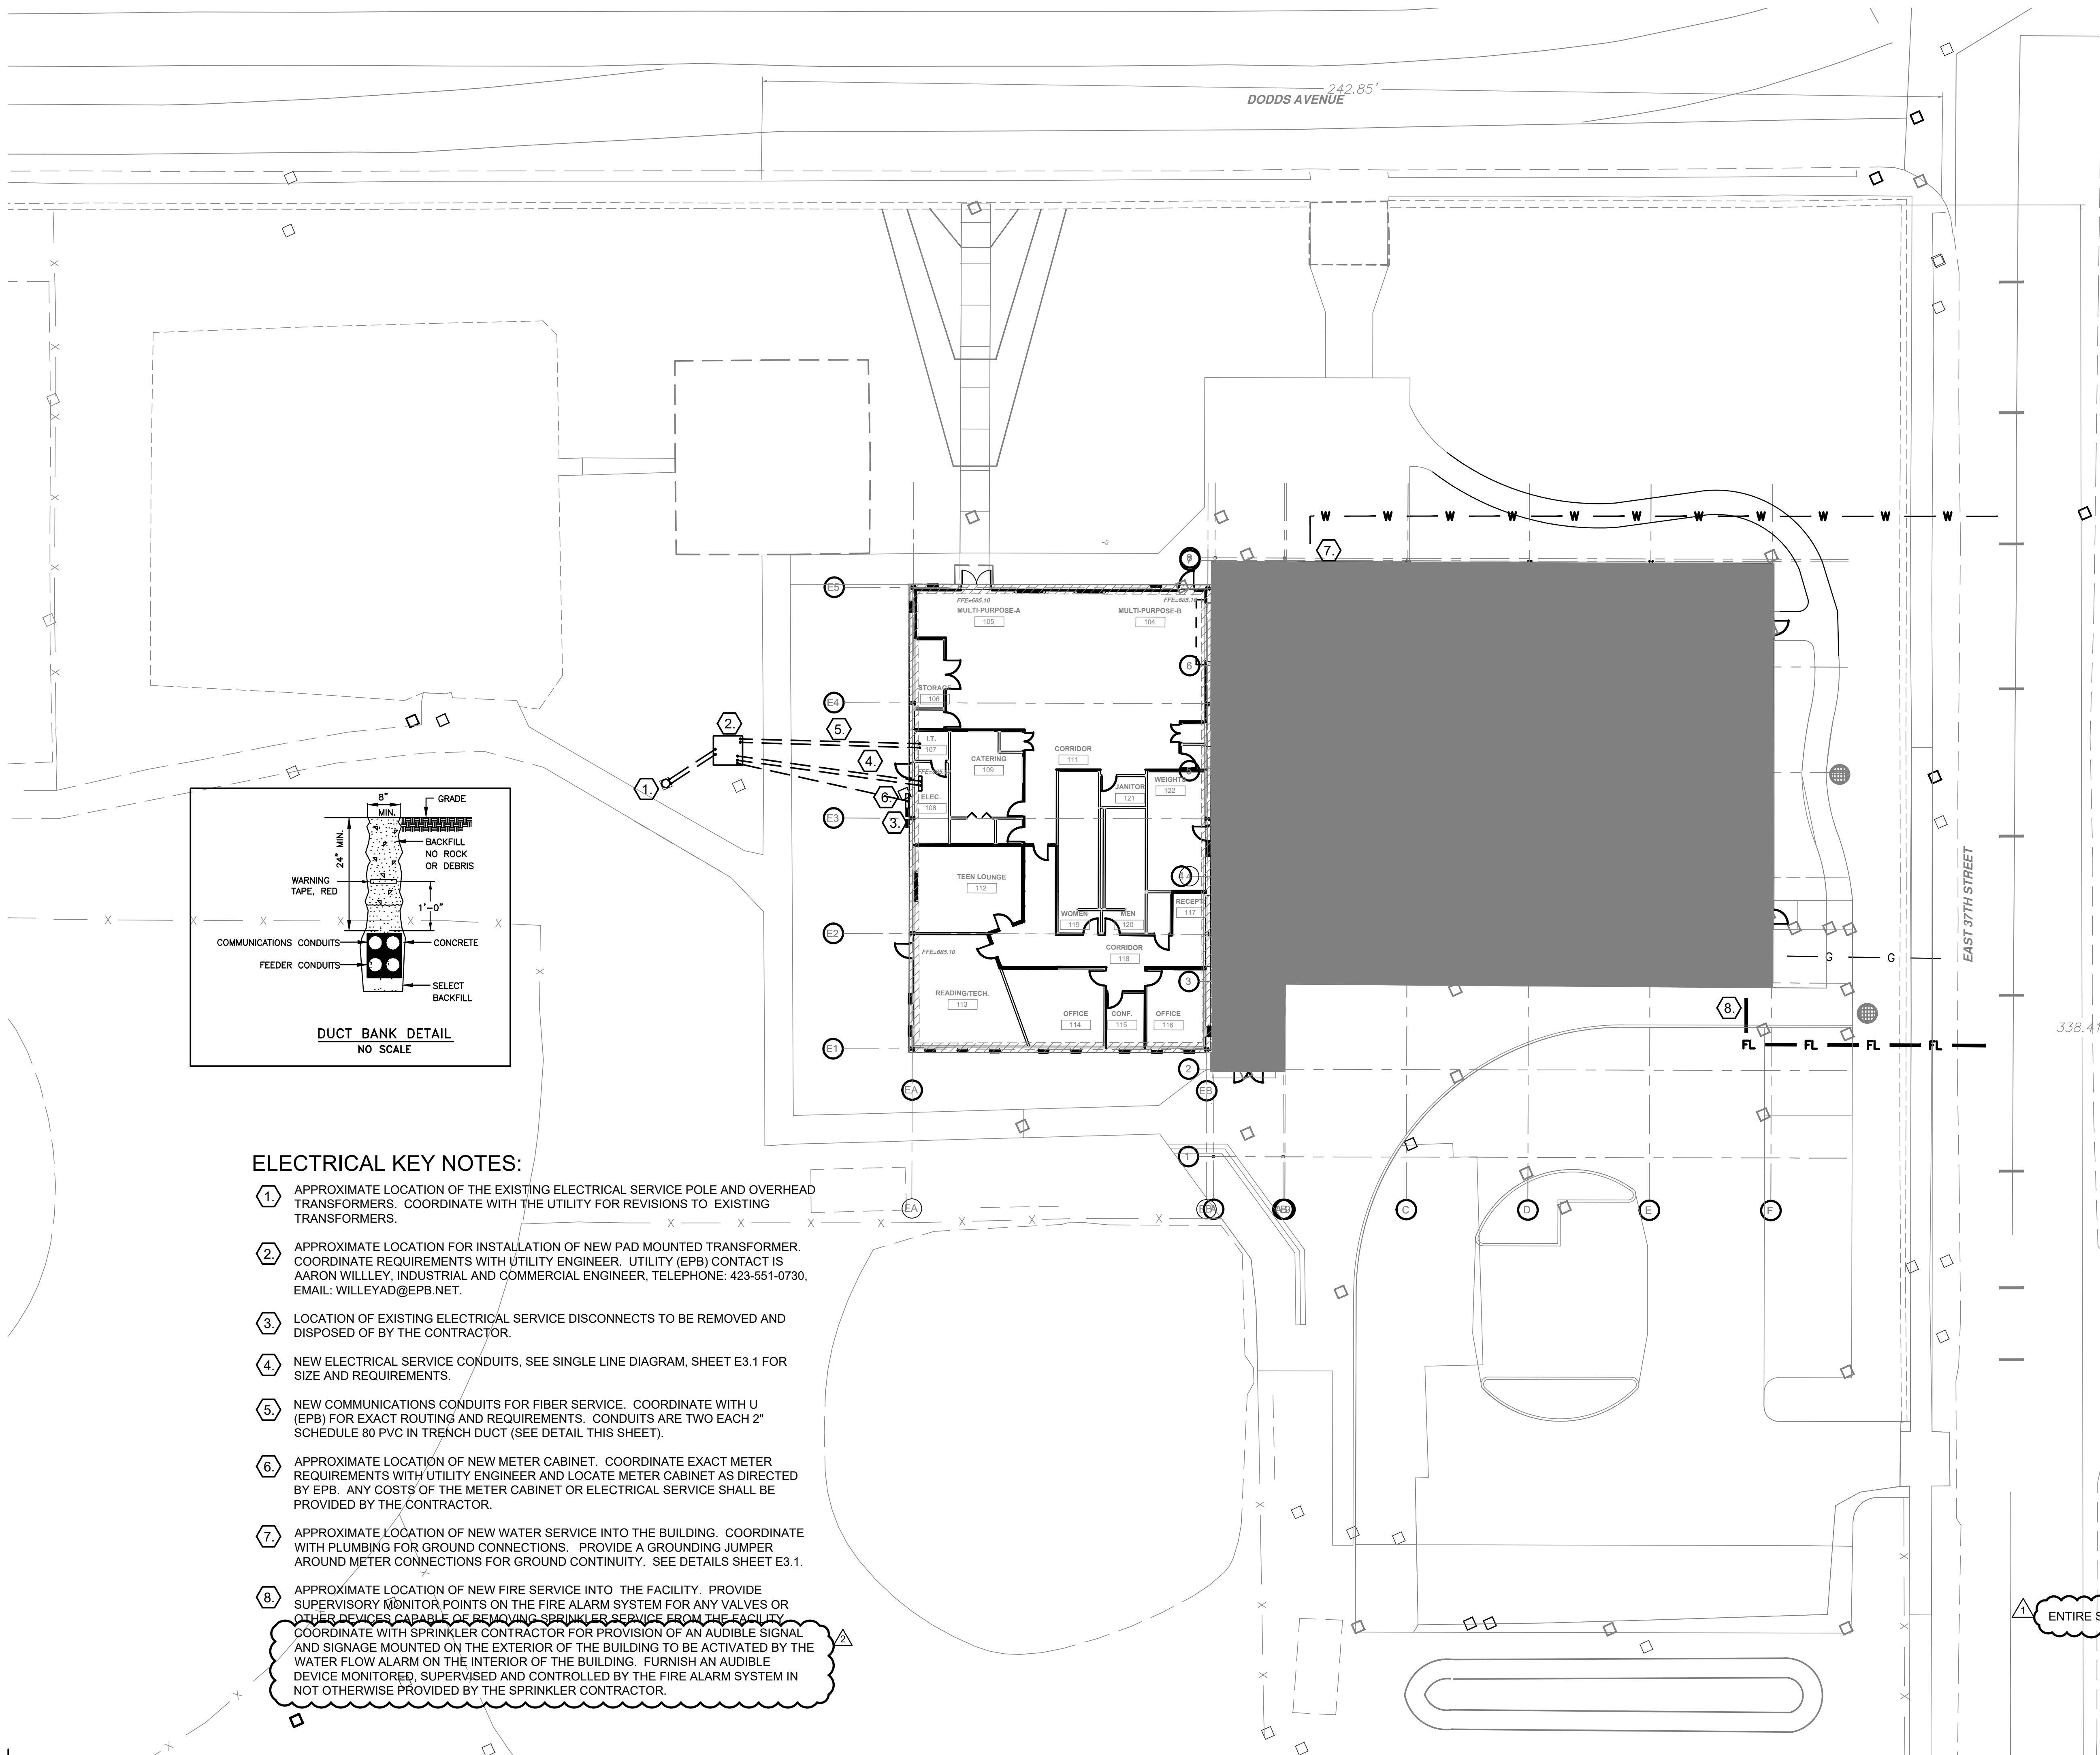 242.85'
DODDS AVENUE
W W W W W W W W W W W
7.
E5
FFE=685.10
FFE=685.10
MULTI-PURPOSE-A
105
MULTI-PURPOSE-B
104
6
STORAGE
106
E4
2.
5.
I.T.
107
CORRIDOR
111
CATERING
109
4.
1.
WEIGHTS
122
JANITOR
121
6.
ELEC.
108
E3
3.
TEEN LOUNGE
112
RECEPT.
117
WOMEN
119
MEN
120
E2
CORRIDOR
118
FFE=685.10
3
READING/TECH.
113
OFFICE
114
CONF.
115
OFFICE
116
E1
2
EA
EB
1
EA
C
D
E
F
G G
8.
FL FL FL FL
EAST 37TH STREET
338.41
8"
MIN.
GRADE
24" MIN.
BACKFILL
NO ROCK
OR DEBRIS
WARNING
TAPE, RED
1'-0"
COMMUNICATIONS CONDUITS
CONCRETE
FEEDER CONDUITS
SELECT
BACKFILL
DUCT BANK DETAIL
NO SCALE
ELECTRICAL KEY NOTES:
1. APPROXIMATE LOCATION OF THE EXISTING ELECTRICAL SERVICE POLE AND OVERHEAD
TRANSFORMERS. COORDINATE WITH THE UTILITY FOR REVISIONS TO EXISTING
TRANSFORMERS.
2. APPROXIMATE LOCATION FOR INSTALLATION OF NEW PAD MOUNTED TRANSFORMER.
COORDINATE REQUIREMENTS WITH UTILITY ENGINEER. UTILITY (EPB) CONTACT IS
AARON WILLLEY, INDUSTRIAL AND COMMERCIAL ENGINEER, TELEPHONE: 423-551-0730,
EMAIL: WILLEYAD@EPB.NET.
3. LOCATION OF EXISTING ELECTRICAL SERVICE DISCONNECTS TO BE REMOVED AND
DISPOSED OF BY THE CONTRACTOR.
4. NEW ELECTRICAL SERVICE CONDUITS, SEE SINGLE LINE DIAGRAM, SHEET E3.1 FOR
SIZE AND REQUIREMENTS.
5. NEW COMMUNICATIONS CONDUITS FOR FIBER SERVICE. COORDINATE WITH U
(EPB) FOR EXACT ROUTING AND REQUIREMENTS. CONDUITS ARE TWO EACH 2"
SCHEDULE 80 PVC IN TRENCH DUCT (SEE DETAIL THIS SHEET).
6. APPROXIMATE LOCATION OF NEW METER CABINET. COORDINATE EXACT METER
REQUIREMENTS WITH UTILITY ENGINEER AND LOCATE METER CABINET AS DIRECTED
BY EPB. ANY COSTS OF THE METER CABINET OR ELECTRICAL SERVICE SHALL BE
PROVIDED BY THE CONTRACTOR.
7. APPROXIMATE LOCATION OF NEW WATER SERVICE INTO THE BUILDING. COORDINATE
WITH PLUMBING FOR GROUND CONNECTIONS. PROVIDE A GROUNDING JUMPER
AROUND METER CONNECTIONS FOR GROUND CONTINUITY. SEE DETAILS SHEET E3.1.
8. APPROXIMATE LOCATION OF NEW FIRE SERVICE INTO THE FACILITY. PROVIDE
SUPERVISORY MONITOR POINTS ON THE FIRE ALARM SYSTEM FOR ANY VALVES OR
OTHER DEVICES CAPABLE OF REMOVING SPRINKLER SERVICE FROM THE FACILITY
COORDINATE WITH SPRINKLER CONTRACTOR FOR PROVISION OF AN AUDIBLE SIGNAL
AND SIGNAGE MOUNTED ON THE EXTERIOR OF THE BUILDING TO BE ACTIVATED BY THE
WATER FLOW ALARM ON THE INTERIOR OF THE BUILDING. FURNISH AN AUDIBLE
DEVICE MONITORED, SUPERVISED AND CONTROLLED BY THE FIRE ALARM SYSTEM IN
NOT OTHERWISE PROVIDED BY THE SPRINKLER CONTRACTOR.
2
1
ENTIRE S